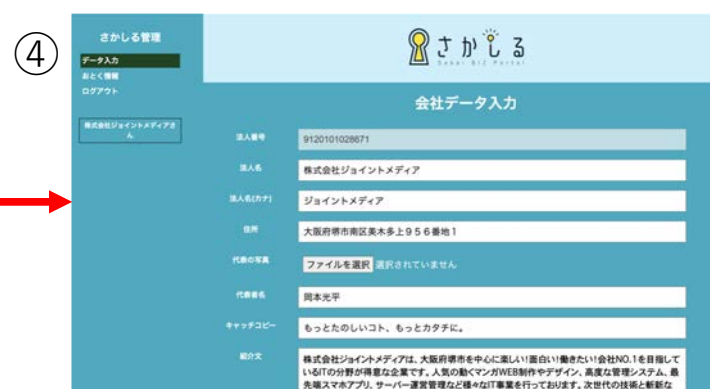 ④
さかしる管理
データ入力
おとく情報
ログアウト
株式会社ジョイントメディアさ
ん
さかしる
Sakai BIZ Portal
会社データ入力
法人番号
9120101028671
法人名
株式会社ジョイントメディア
法人名(カナ)
ジョイントメディア
住所
大阪府堺市南区美木多上956番地1
代表の写真
ファイルを選択 選択されていません
代表者名
岡本光平
キャッチコピー
もっとたのしいコト、もっとカタチに。
紹介文
株式会社ジョイントメディアは、大阪府堺市を中心に楽しい!面白い!働きたい!会社NO.1を目指して
いるITの分野が得意な企業です。人気の動くマンガWEB制作やデザイン、高度な管理システム、最
先端スマホアプリ、サーバー運営管理など様々なIT事業を行っております。次世代の技術と斬新な